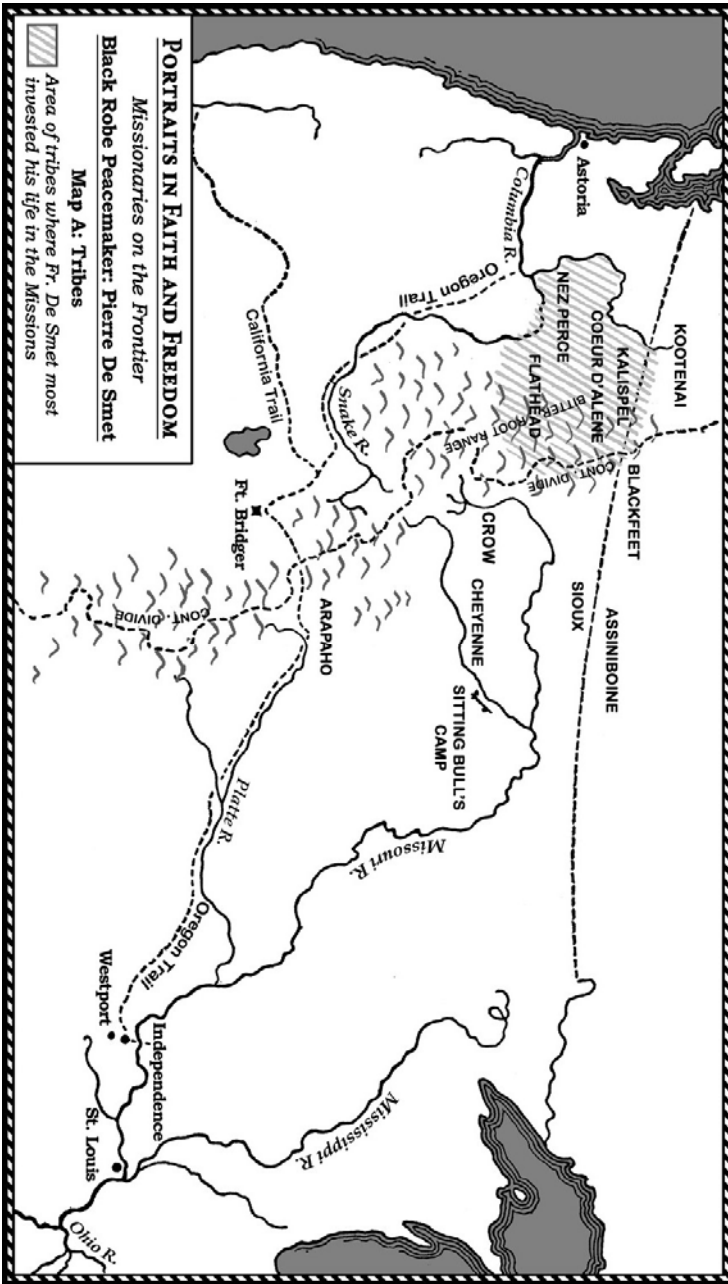 PORTRAITS IN FAITH AND FREEDOM
Missionaries on the Frontier
Black Robe Peacemaker: Pierre De Smet
Map A: Tribes
Area of tribes where Fr. De Smet most
invested his life in the Missions
Astoria
Columbia R.
Oregon Trail
California Trail
Snake R.
Ft. Bridger
KOOTENAI
KALISPEL
COEUR D'ALENE
NEZ PERCE
FLATHEAD
BITTER ROOT RANGE
CONT. DIVIDE
BLACKFEET
CROW
CHEYENNE
SIOUX
ASSINIBOINE
SITTING BULL'S
CAMP
ARAPAHO
CONT. DIVIDE
Missouri R.
Platte R.
Oregon Trail
Westport
Independence
St. Louis
Mississippi R.
Ohio R.